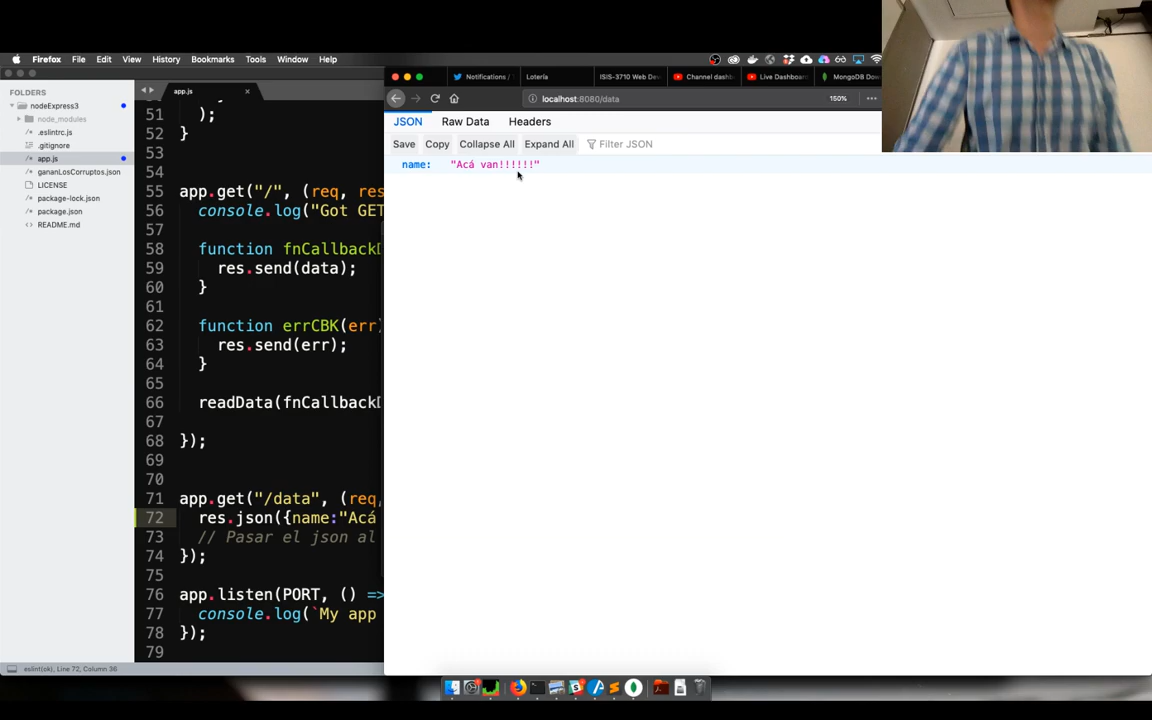 Firefox File Edit View History Bookmarks Tools Window Help
FOLDERS
nodeExpress3
node_modules
.eslintrc.js
.gitignore
app.js
gananLosCorruptos.json
LICENSE
package-lock.json
package.json
README.md
app.js
51 );
52 }
53
54
55 app.get("/", (req, res
56 console.log("Got GET
57
58 function fnCallback
59 res.send(data);
60 }
61
62 function errCBK(err)
63 res.send(err);
64 }
65
66 readData(fnCallback
67
68 });
69
70
71 app.get("/data", (req,
72 res.json({name:"Acá
73 // Pasar el json al
74 });
75
76 app.listen(PORT, () =>
77 console.log(`My app
78 });
79
eslint(ok), Line 72, Column 36
Notifications / Lotería ISIS-3710 Web Dev Channel dashb Live Dashboar MongoDB Dow
localhost:8080/data 150%
JSON Raw Data Headers
Save Copy Collapse All Expand All Filter JSON
name: "Acá van!!!!!!"